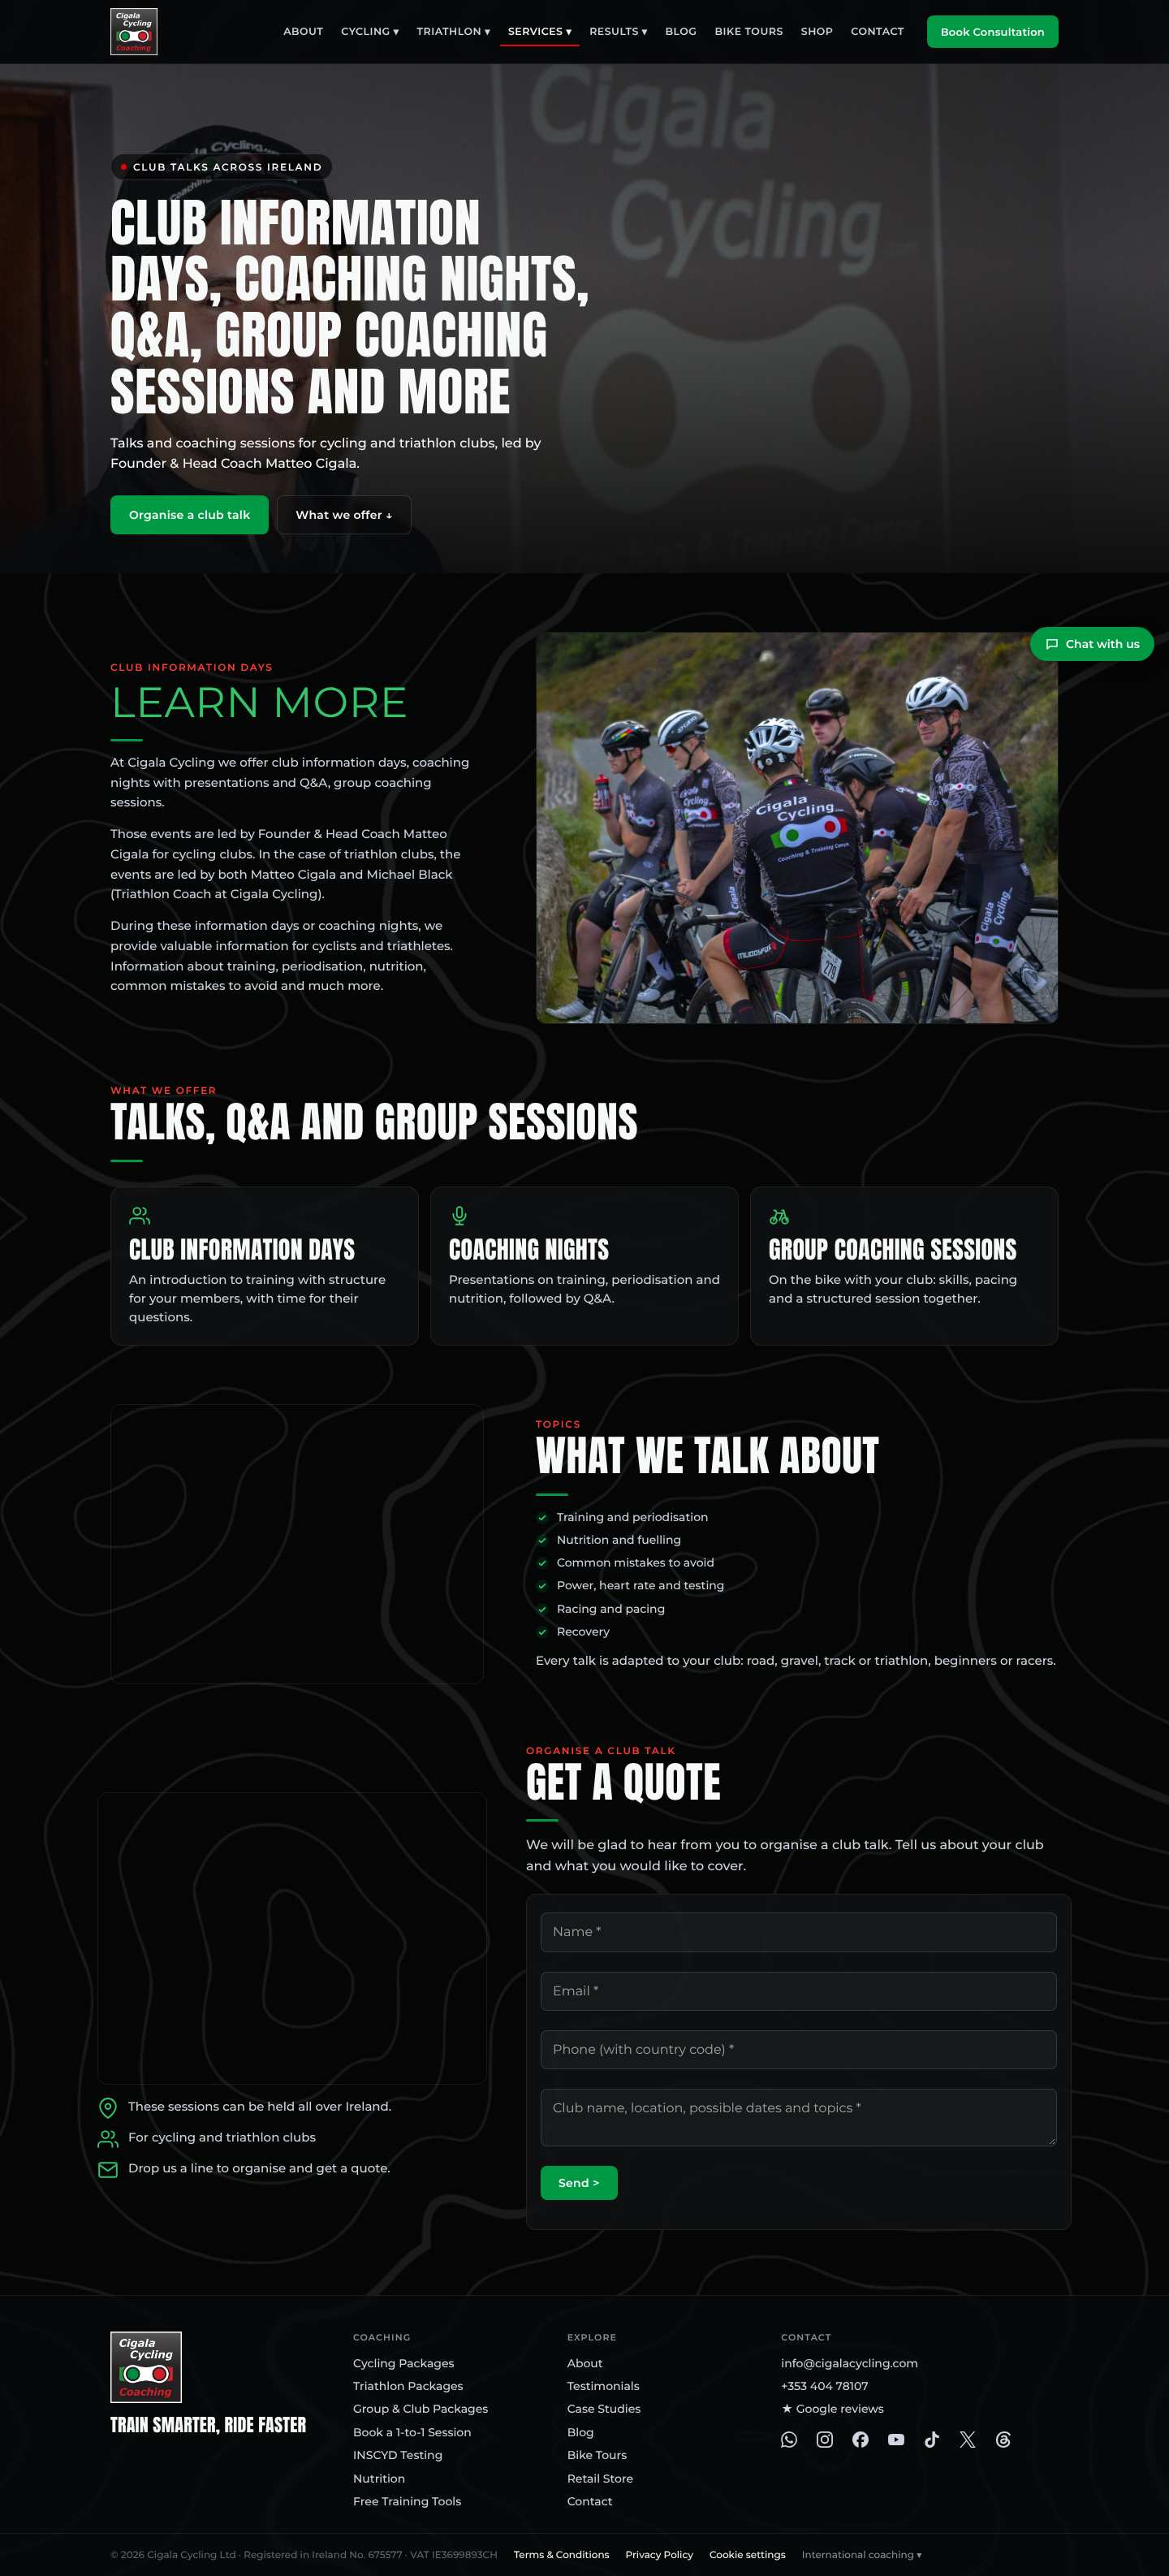 Cigala
Cycling
Coaching
ABOUT
CYCLING ▾
TRIATHLON ▾
SERVICES ▾
RESULTS ▾
BLOG
BIKE TOURS
SHOP
CONTACT
Book Consultation
Cigala
Cycling
CLUB TALKS ACROSS IRELAND
CLUB INFORMATION
DAYS, COACHING NIGHTS,
Q&A, GROUP COACHING
SESSIONS AND MORE
Talks and coaching sessions for cycling and triathlon clubs, led by
Founder & Head Coach Matteo Cigala.
Organise a club talk
What we offer ↓
Chat with us
CLUB INFORMATION DAYS
LEARN MORE
At Cigala Cycling we offer club information days, coaching
nights with presentations and Q&A, group coaching
sessions.
Those events are led by Founder & Head Coach Matteo
Cigala for cycling clubs. In the case of triathlon clubs, the
events are led by both Matteo Cigala and Michael Black
(Triathlon Coach at Cigala Cycling).
During these information days or coaching nights, we
provide valuable information for cyclists and triathletes.
Information about training, periodisation, nutrition,
common mistakes to avoid and much more.
Cigala
Cycling
Coaching & Training
Cigala
Cycling
279
WHAT WE OFFER
TALKS, Q&A AND GROUP SESSIONS
CLUB INFORMATION DAYS
An introduction to training with structure
for your members, with time for their
questions.
COACHING NIGHTS
Presentations on training, periodisation and
nutrition, followed by Q&A.
GROUP COACHING SESSIONS
On the bike with your club: skills, pacing
and a structured session together.
TOPICS
WHAT WE TALK ABOUT
Training and periodisation
Nutrition and fuelling
Common mistakes to avoid
Power, heart rate and testing
Racing and pacing
Recovery
Every talk is adapted to your club: road, gravel, track or triathlon, beginners or racers.
ORGANISE A CLUB TALK
GET A QUOTE
We will be glad to hear from you to organise a club talk. Tell us about your club
and what you would like to cover.
Name *
Email *
Phone (with country code) *
Club name, location, possible dates and topics *
Send >
These sessions can be held all over Ireland.
For cycling and triathlon clubs
Drop us a line to organise and get a quote.
Cigala
Cycling
Coaching
TRAIN SMARTER, RIDE FASTER
COACHING
Cycling Packages
Triathlon Packages
Group & Club Packages
Book a 1-to-1 Session
INSCYD Testing
Nutrition
Free Training Tools
EXPLORE
About
Testimonials
Case Studies
Blog
Bike Tours
Retail Store
Contact
CONTACT
info@cigalacycling.com
+353 404 78107
★ Google reviews
© 2026 Cigala Cycling Ltd · Registered in Ireland No. 675577 · VAT IE3699893CH
Terms & Conditions
Privacy Policy
Cookie settings
International coaching ▾